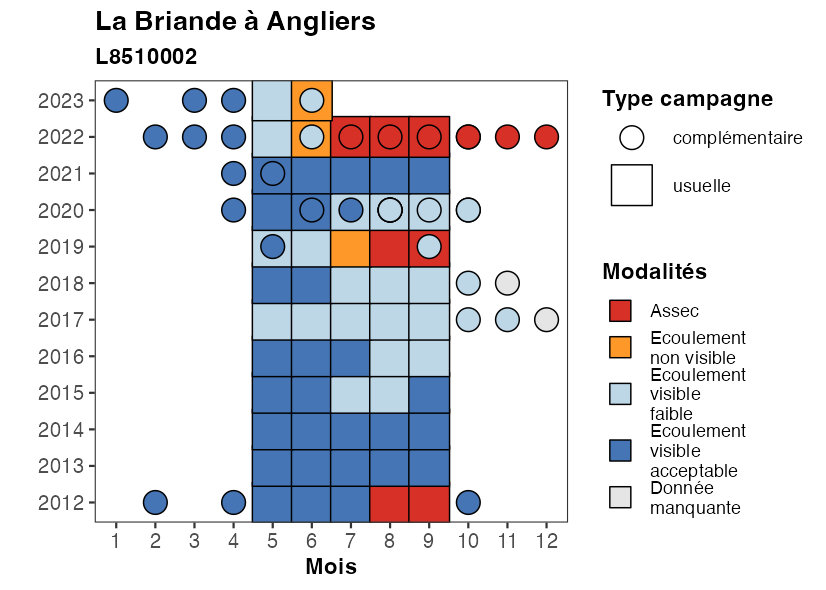 La Briande à Angliers
L8510002
2023
2022
2021
2020
2019
2018
2017
2016
2015
2014
2013
2012
1 2 3 4 5 6 7 8 9 10 11 12
Mois
Type campagne
complémentaire
usuelle
Modalités
Assec
Ecoulement
non visible
Ecoulement
visible
faible
Ecoulement
visible
acceptable
Donnée
manquante